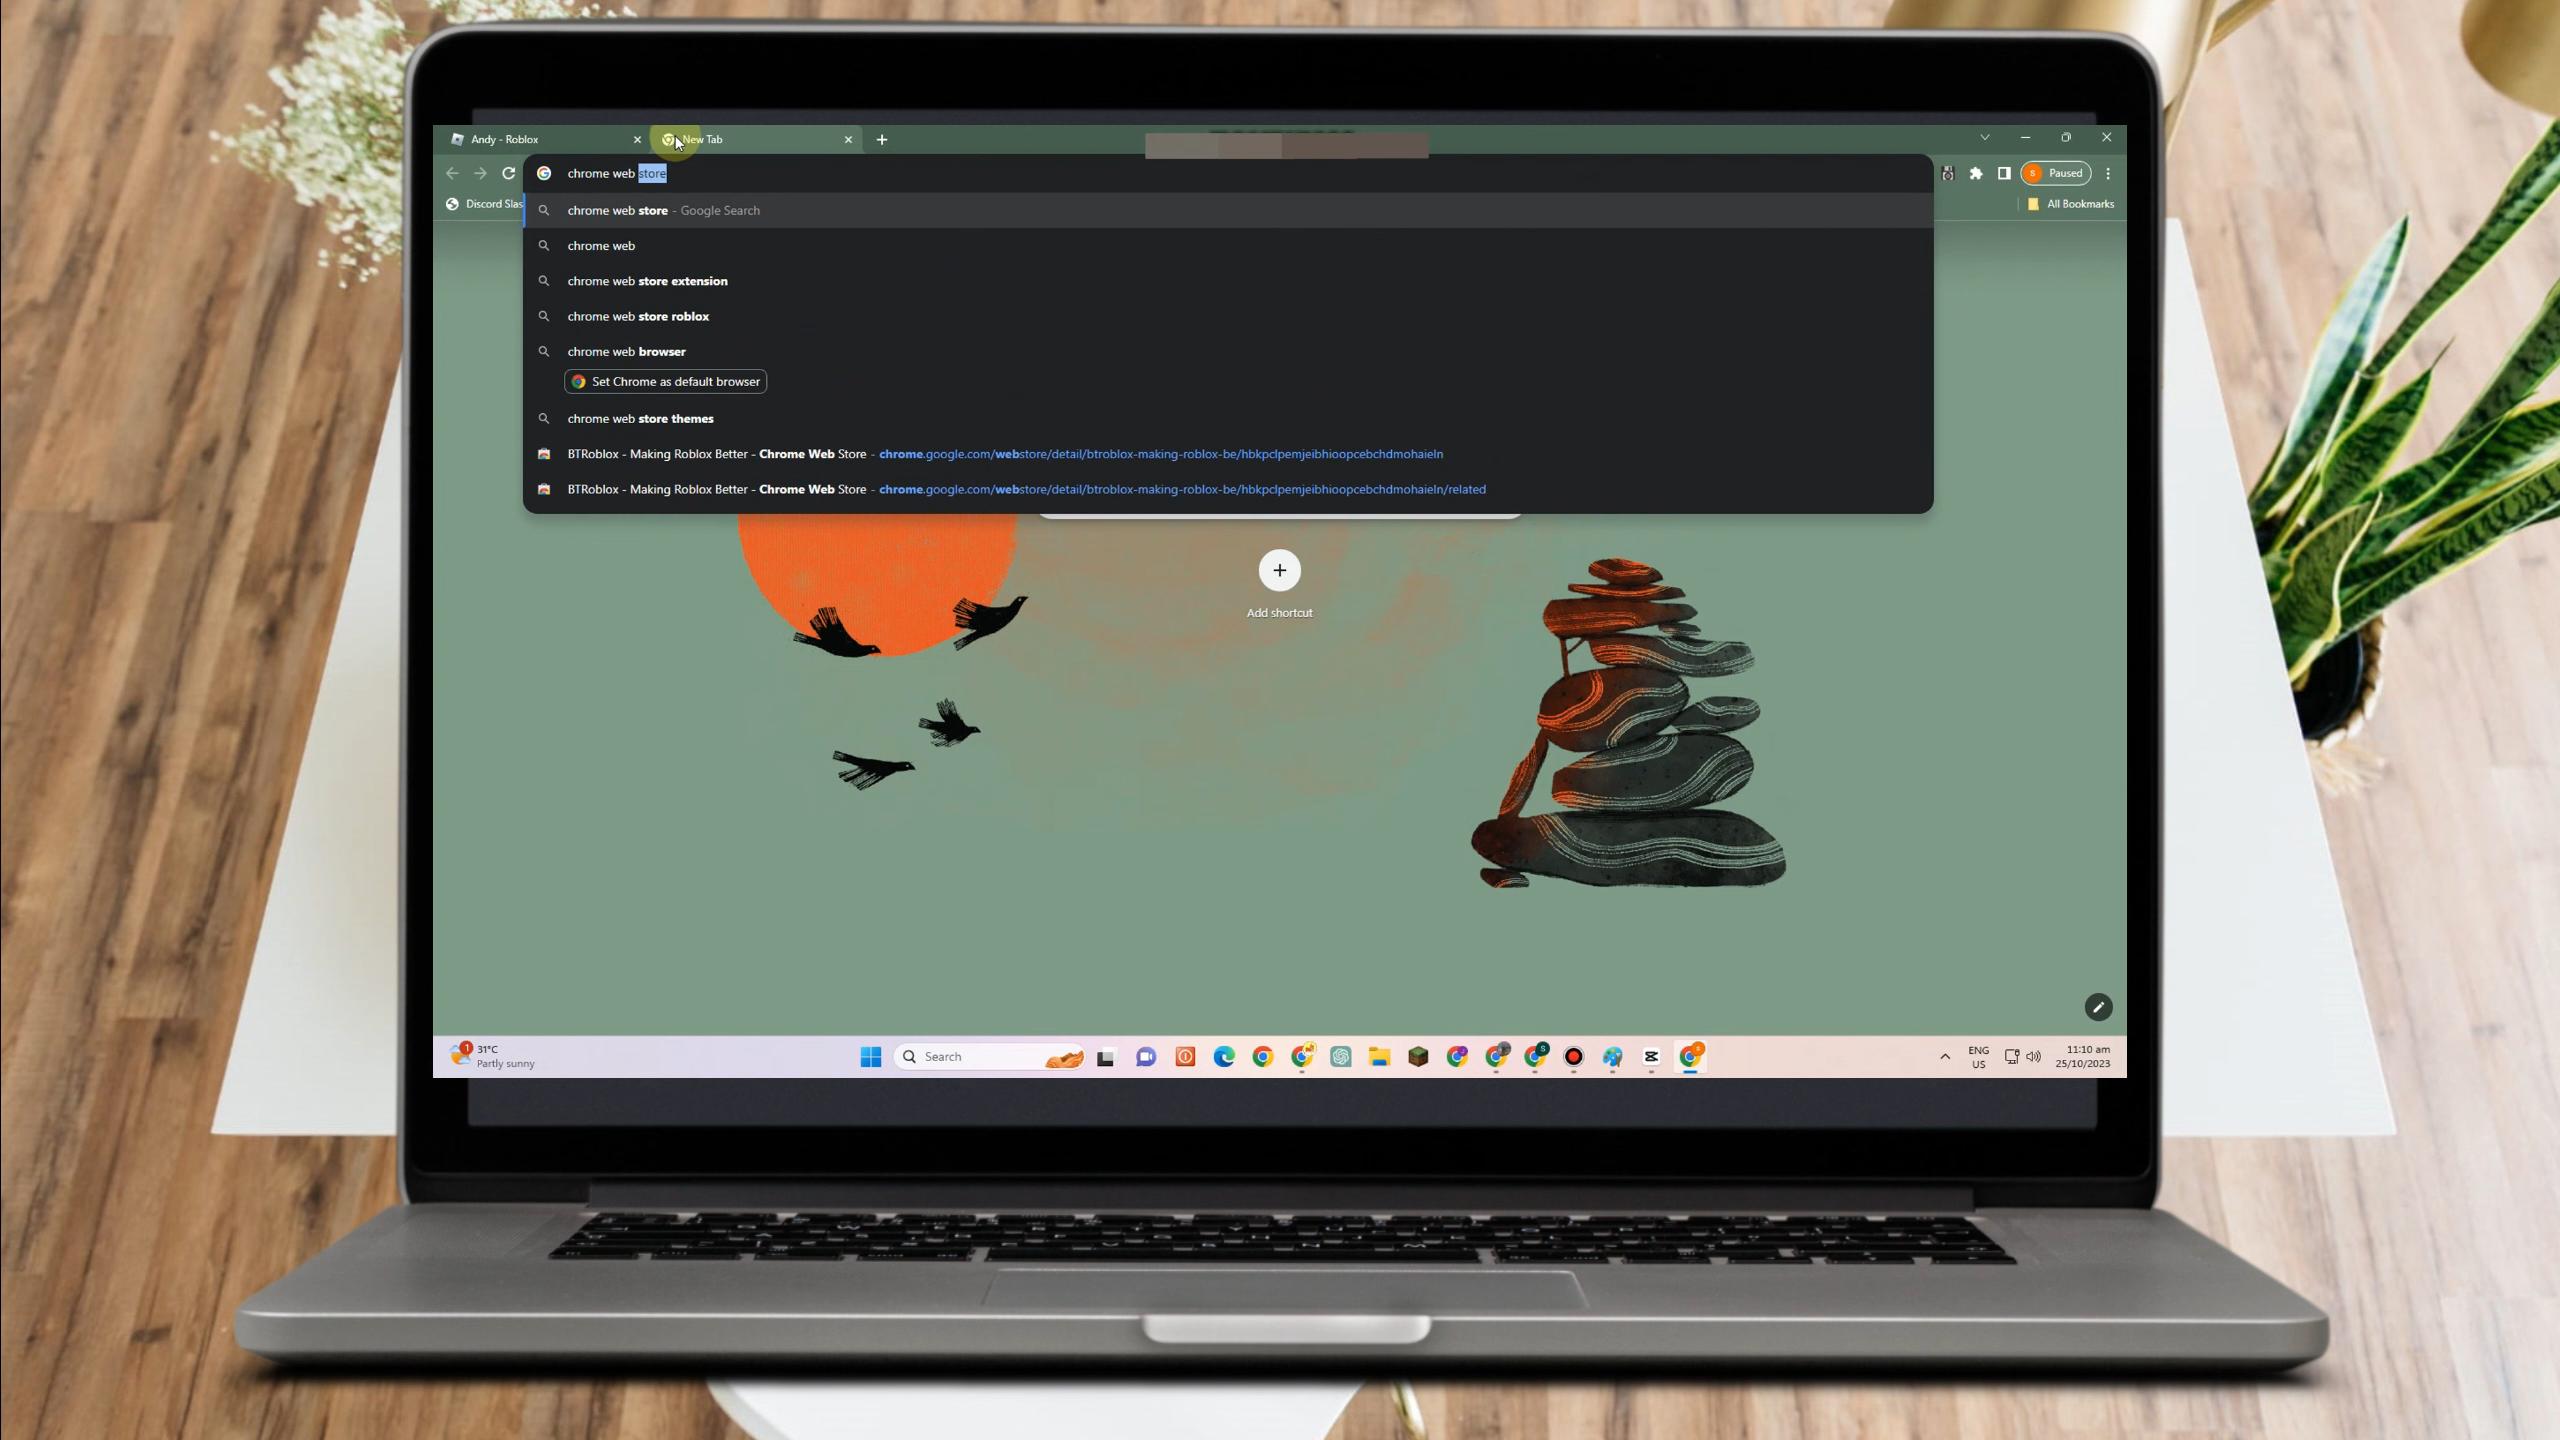 Andy - Roblox
New Tab
chrome web store
S Paused
Discord Slas
All Bookmarks
chrome web store - Google Search
chrome web
chrome web store extension
chrome web store roblox
chrome web browser
Set Chrome as default browser
chrome web store themes
BTRoblox - Making Roblox Better - Chrome Web Store - chrome.google.com/webstore/detail/btroblox-making-roblox-be/hbkpclpemjeibhioopcebchdmohaieln
BTRoblox - Making Roblox Better - Chrome Web Store - chrome.google.com/webstore/detail/btroblox-making-roblox-be/hbkpclpemjeibhioopcebchdmohaieln/related
Add shortcut
1
31°C
Partly sunny
Search
ENG
US
11:10 am
25/10/2023